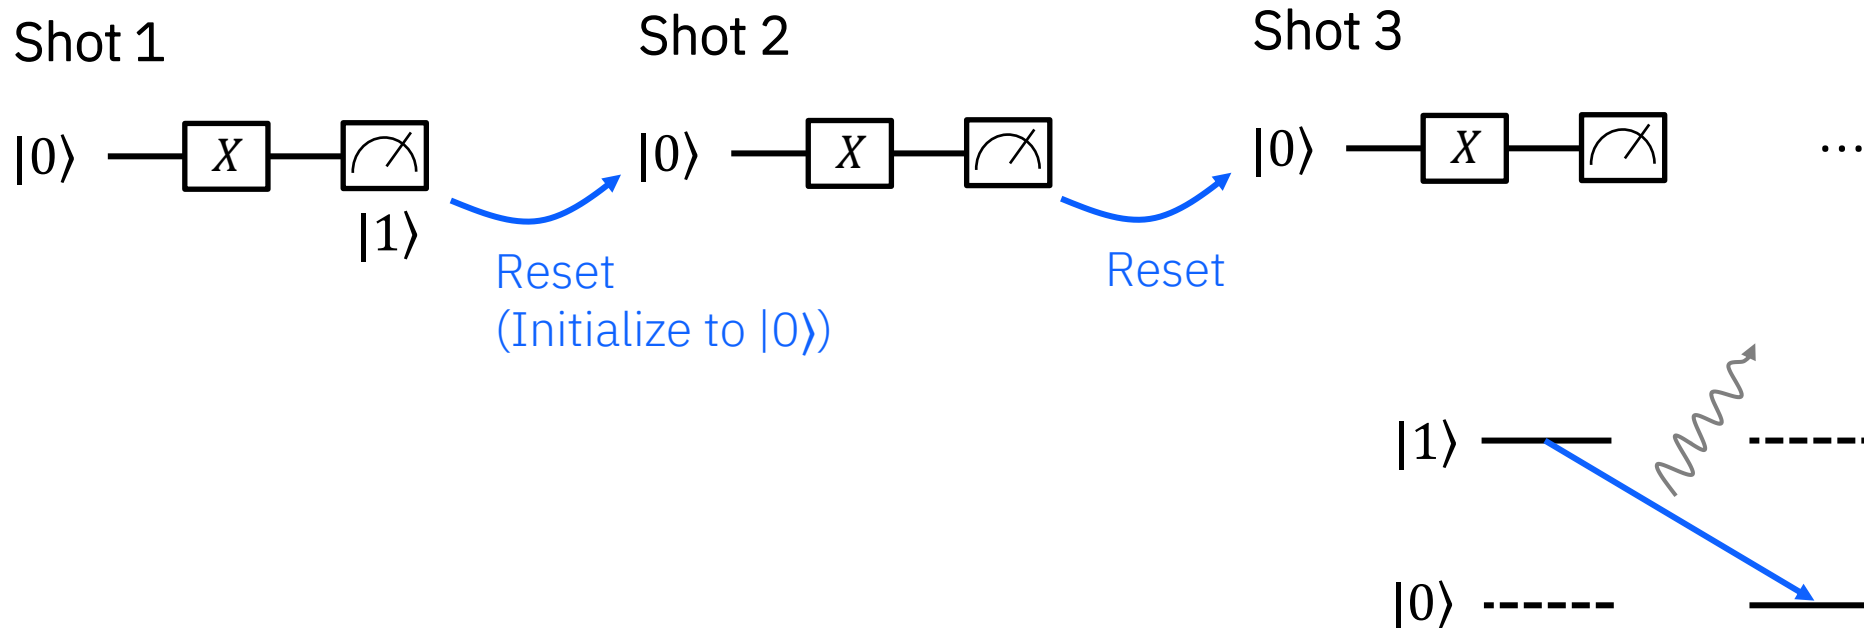 Shot 1
Shot 2
Shot 3
|0⟩
X
|0⟩
X
|0⟩
X
...
|1⟩
Reset
(Initialize to |0⟩)
Reset
|1⟩
|0⟩